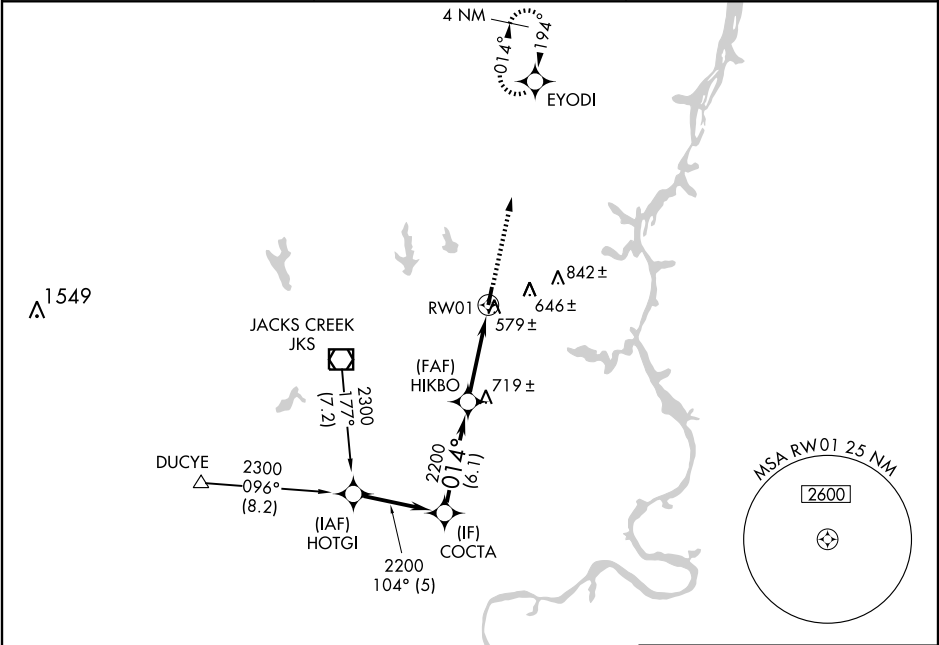 4 NM
014°
194°
EYODI
1549
842±
646±
RW01
579±
JACKS CREEK
JKS
(FAF)
HIKBO
719±
2300
177°
(7.2)
2200
014°
(6.1)
DUCYE
2300
096°
(8.2)
(IAF)
HOTGI
(IF)
COCTA
2200
104° (5)
MSA RW01 25 NM
2600